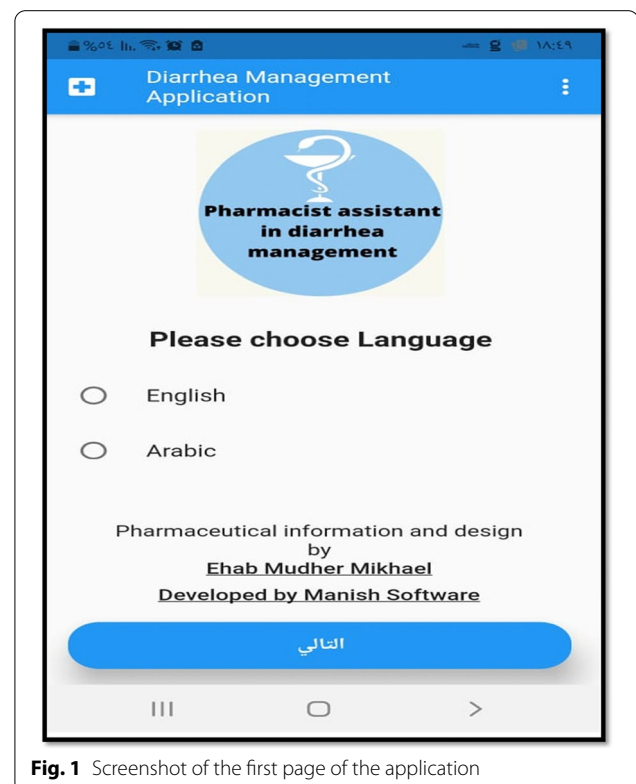 %٥٤ ١٨:٤٩
Diarrhea Management
Application
Pharmacist assistant
in diarrhea
management
Please choose Language
English
Arabic
Pharmaceutical information and design
by
Ehab Mudher Mikhael
Developed by Manish Software
التالي
Fig. 1 Screenshot of the first page of the application